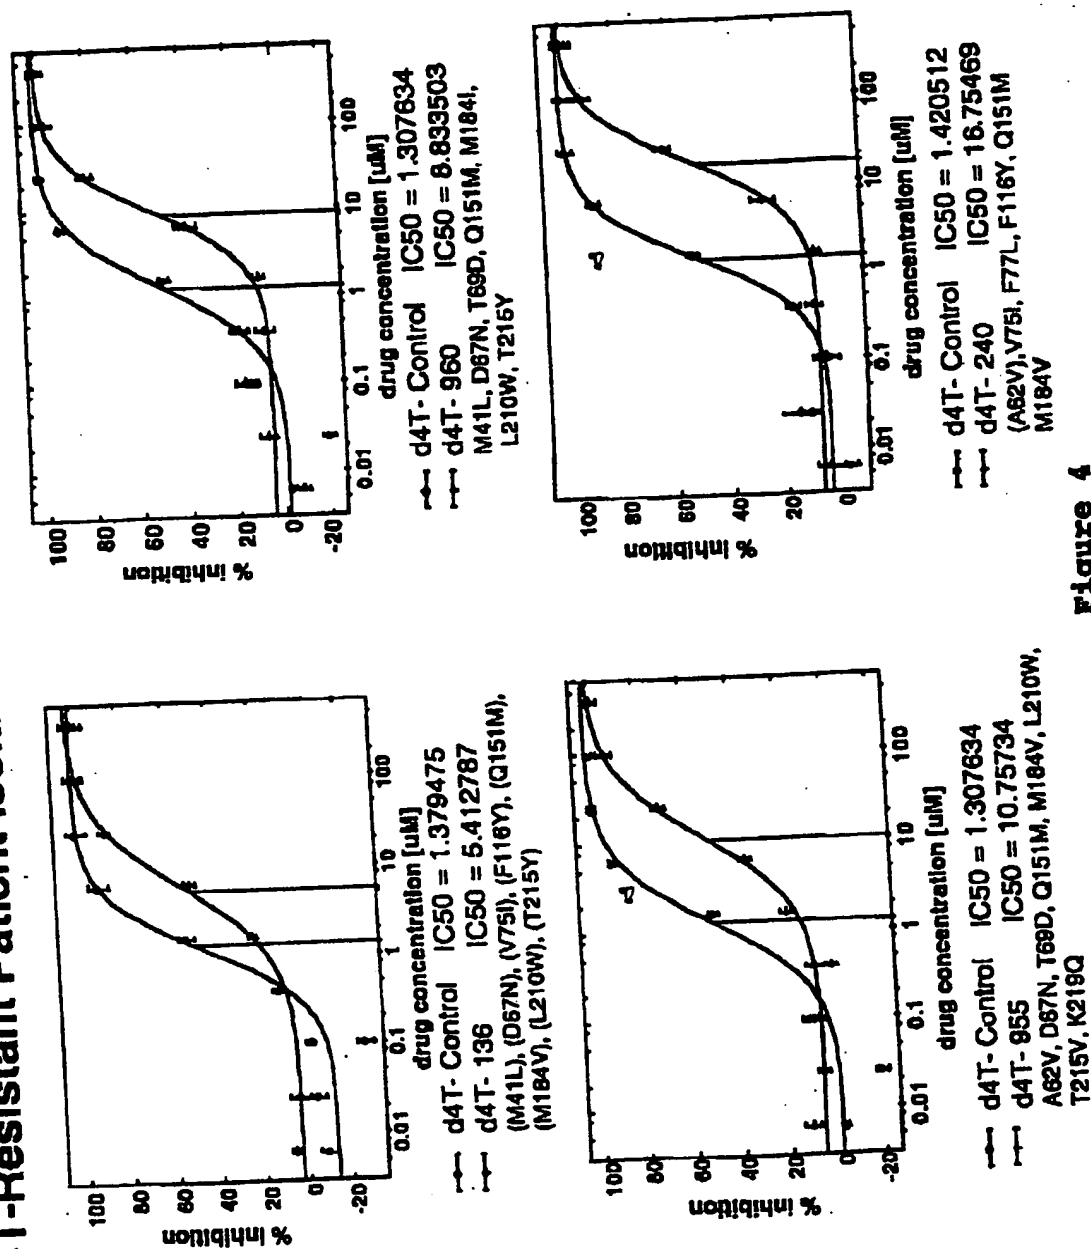 -Resistant Patient
% inhibition
100
80
60
40
20
0
-20
0.01 0.1 1 10 100
drug concentration [uM]
d4T- Control IC50 = 1.379475
d4T- 136 IC50 = 5.412787
(M41L), (D67N), (V75I), (F116Y), (Q151M),
(M184V), (L210W), (T215Y)
% inhibition
100
80
60
40
20
0
-20
0.01 0.1 1 10 100
drug concentration [uM]
d4T- Control IC50 = 1.307634
d4T- 960 IC50 = 8.833503
M41L, D67N, T69D, Q151M, M184I,
L210W, T215Y
% inhibition
100
80
60
40
20
0
-20
0.01 0.1 1 10 100
drug concentration [uM]
d4T- Control IC50 = 1.307634
d4T- 955 IC50 = 10.75734
A62V, D67N, T69D, Q151M, M184V, L210W,
T215V, K219Q
% inhibition
100
80
60
40
20
0
0.01 0.1 1 10 100
drug concentration [uM]
d4T- Control IC50 = 1.420512
d4T- 240 IC50 = 16.75469
(A62V),V75I, F77L, F116Y, Q151M
M184V
Figure 4